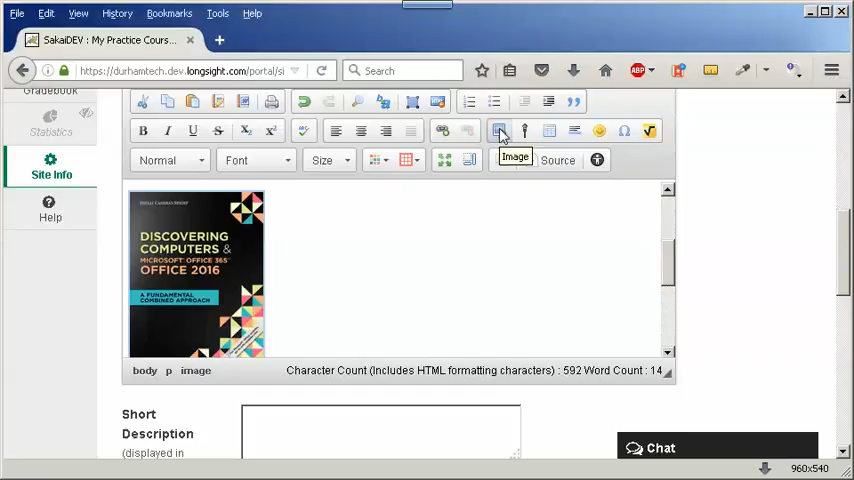 File Edit View History Bookmarks Tools Help
SakaiDEV : My Practice Cours...
https://durhamtech.dev.longsight.com/portal/si
Search
ABP
Gradebook
Statistics
Site Info
Help
B I U S X2 X2
Image
Normal Font Size Source
DISCOVERING
COMPUTERS &
MICROSOFT OFFICE 365
OFFICE 2016
A FUNDAMENTAL
COMBINED APPROACH
body p image Character Count (Includes HTML formatting characters) : 592 Word Count : 14
Short
Description
(displayed in
Chat
960x540